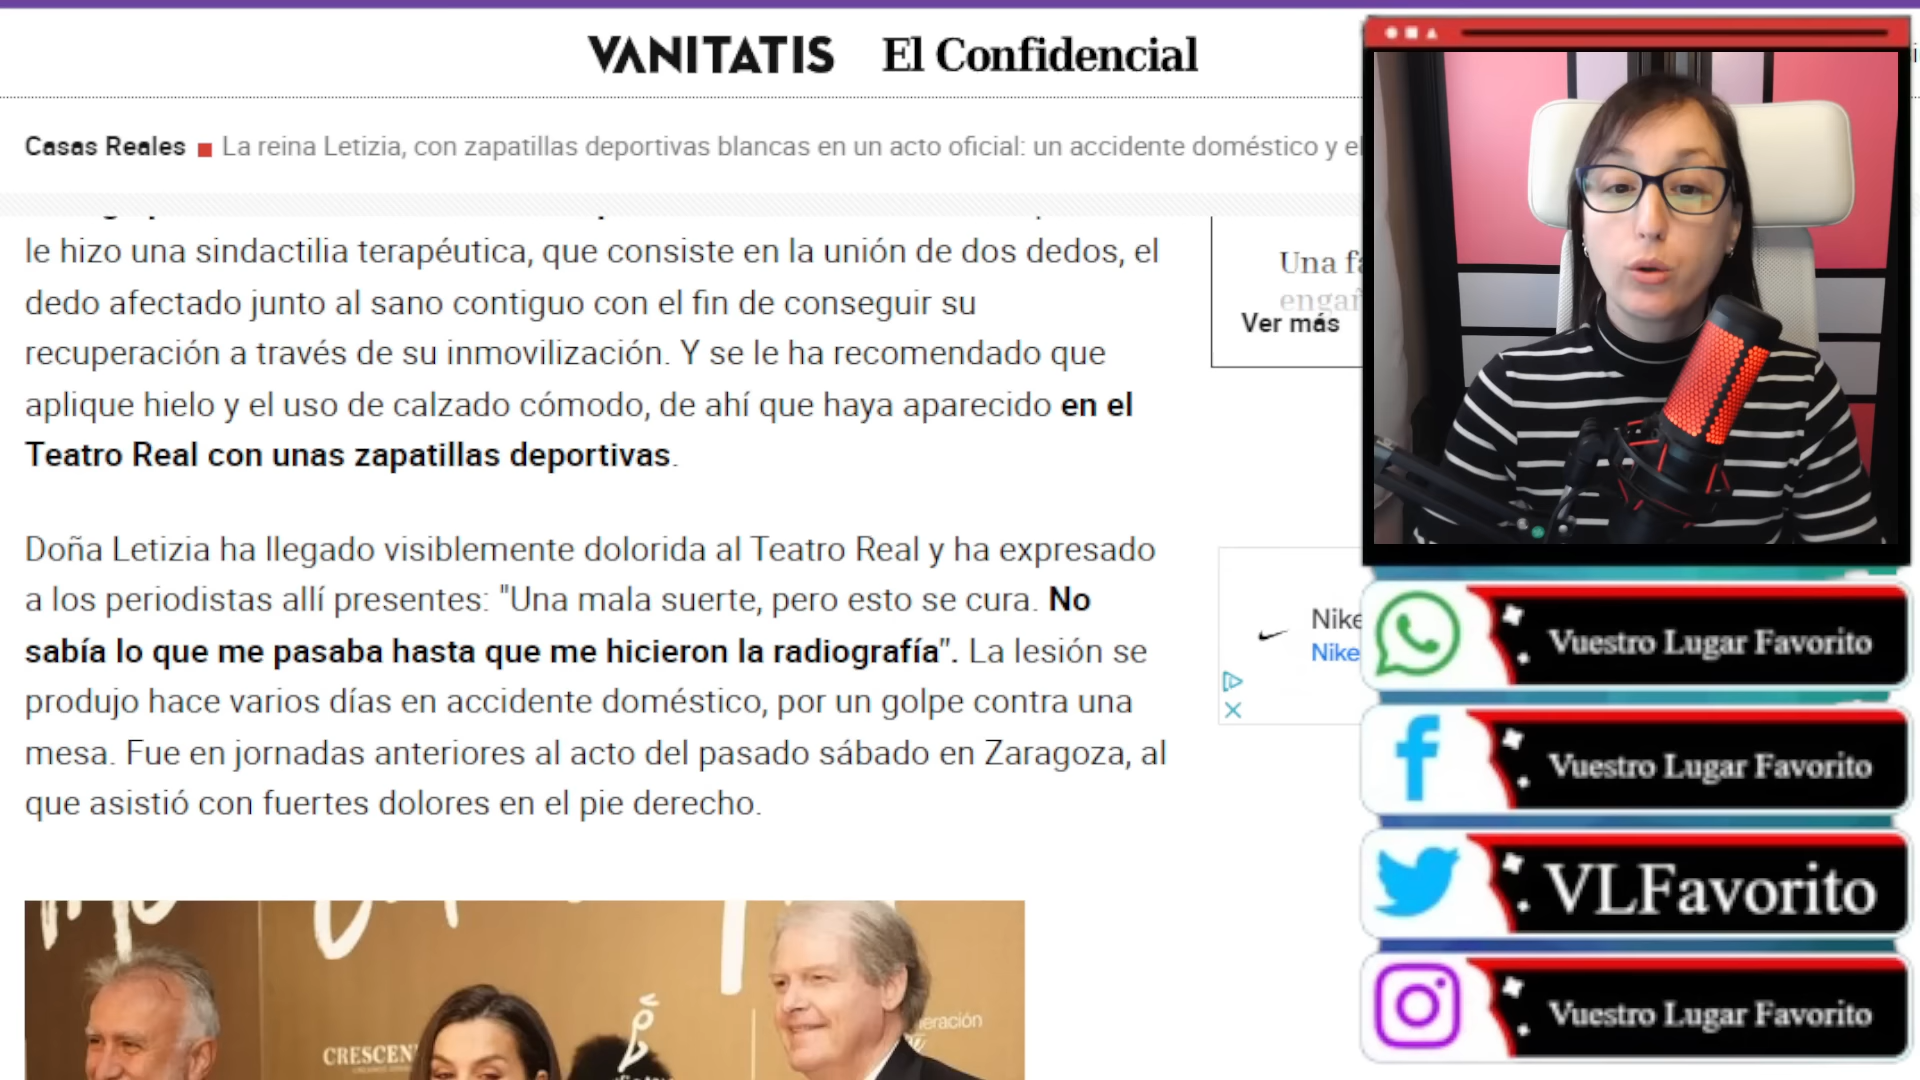 VANITATIS El Confidencial
Casas Reales La reina Letizia, con zapatillas deportivas blancas en un acto oficial: un accidente doméstico y el
le hizo una sindactilia terapéutica, que consiste en la unión de dos dedos, el
dedo afectado junto al sano contiguo con el fin de conseguir su
recuperación a través de su inmovilización. Y se le ha recomendado que
aplique hielo y el uso de calzado cómodo, de ahí que haya aparecido en el
Teatro Real con unas zapatillas deportivas.
Doña Letizia ha llegado visiblemente dolorida al Teatro Real y ha expresado
a los periodistas allí presentes: "Una mala suerte, pero esto se cura. No
sabía lo que me pasaba hasta que me hicieron la radiografía". La lesión se
produjo hace varios días en accidente doméstico, por un golpe contra una
mesa. Fue en jornadas anteriores al acto del pasado sábado en Zaragoza, al
que asistió con fuertes dolores en el pie derecho.
Una
Ver más
Nike
Nike
Vuestro Lugar Favorito
Vuestro Lugar Favorito
VLFavorito
Vuestro Lugar Favorito
CRESCEN